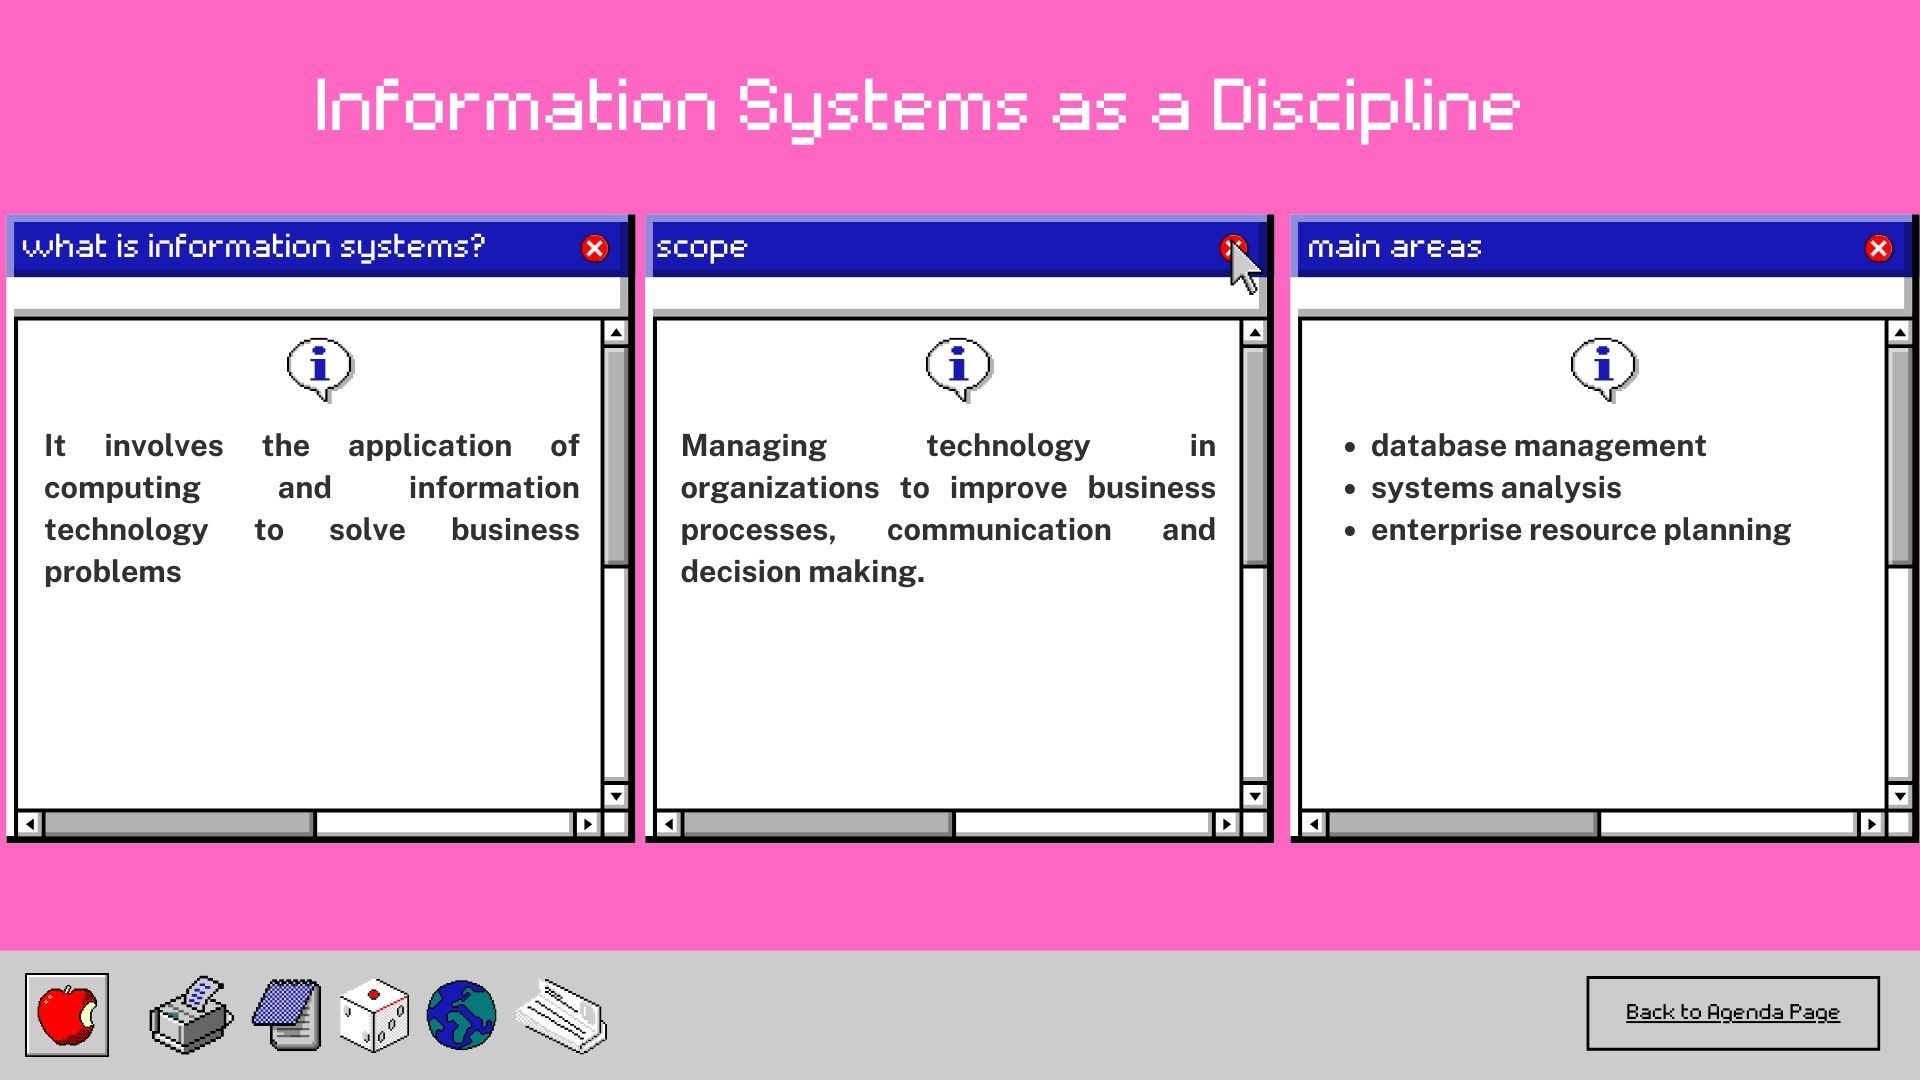 Information Systems as a Discipline
what is information systems?
It involves the application of
computing and information
technology to solve business
problems
scope
Managing technology in
organizations to improve business
processes, communication and
decision making.
main areas
• database management
• systems analysis
• enterprise resource planning
Back to Agenda Page